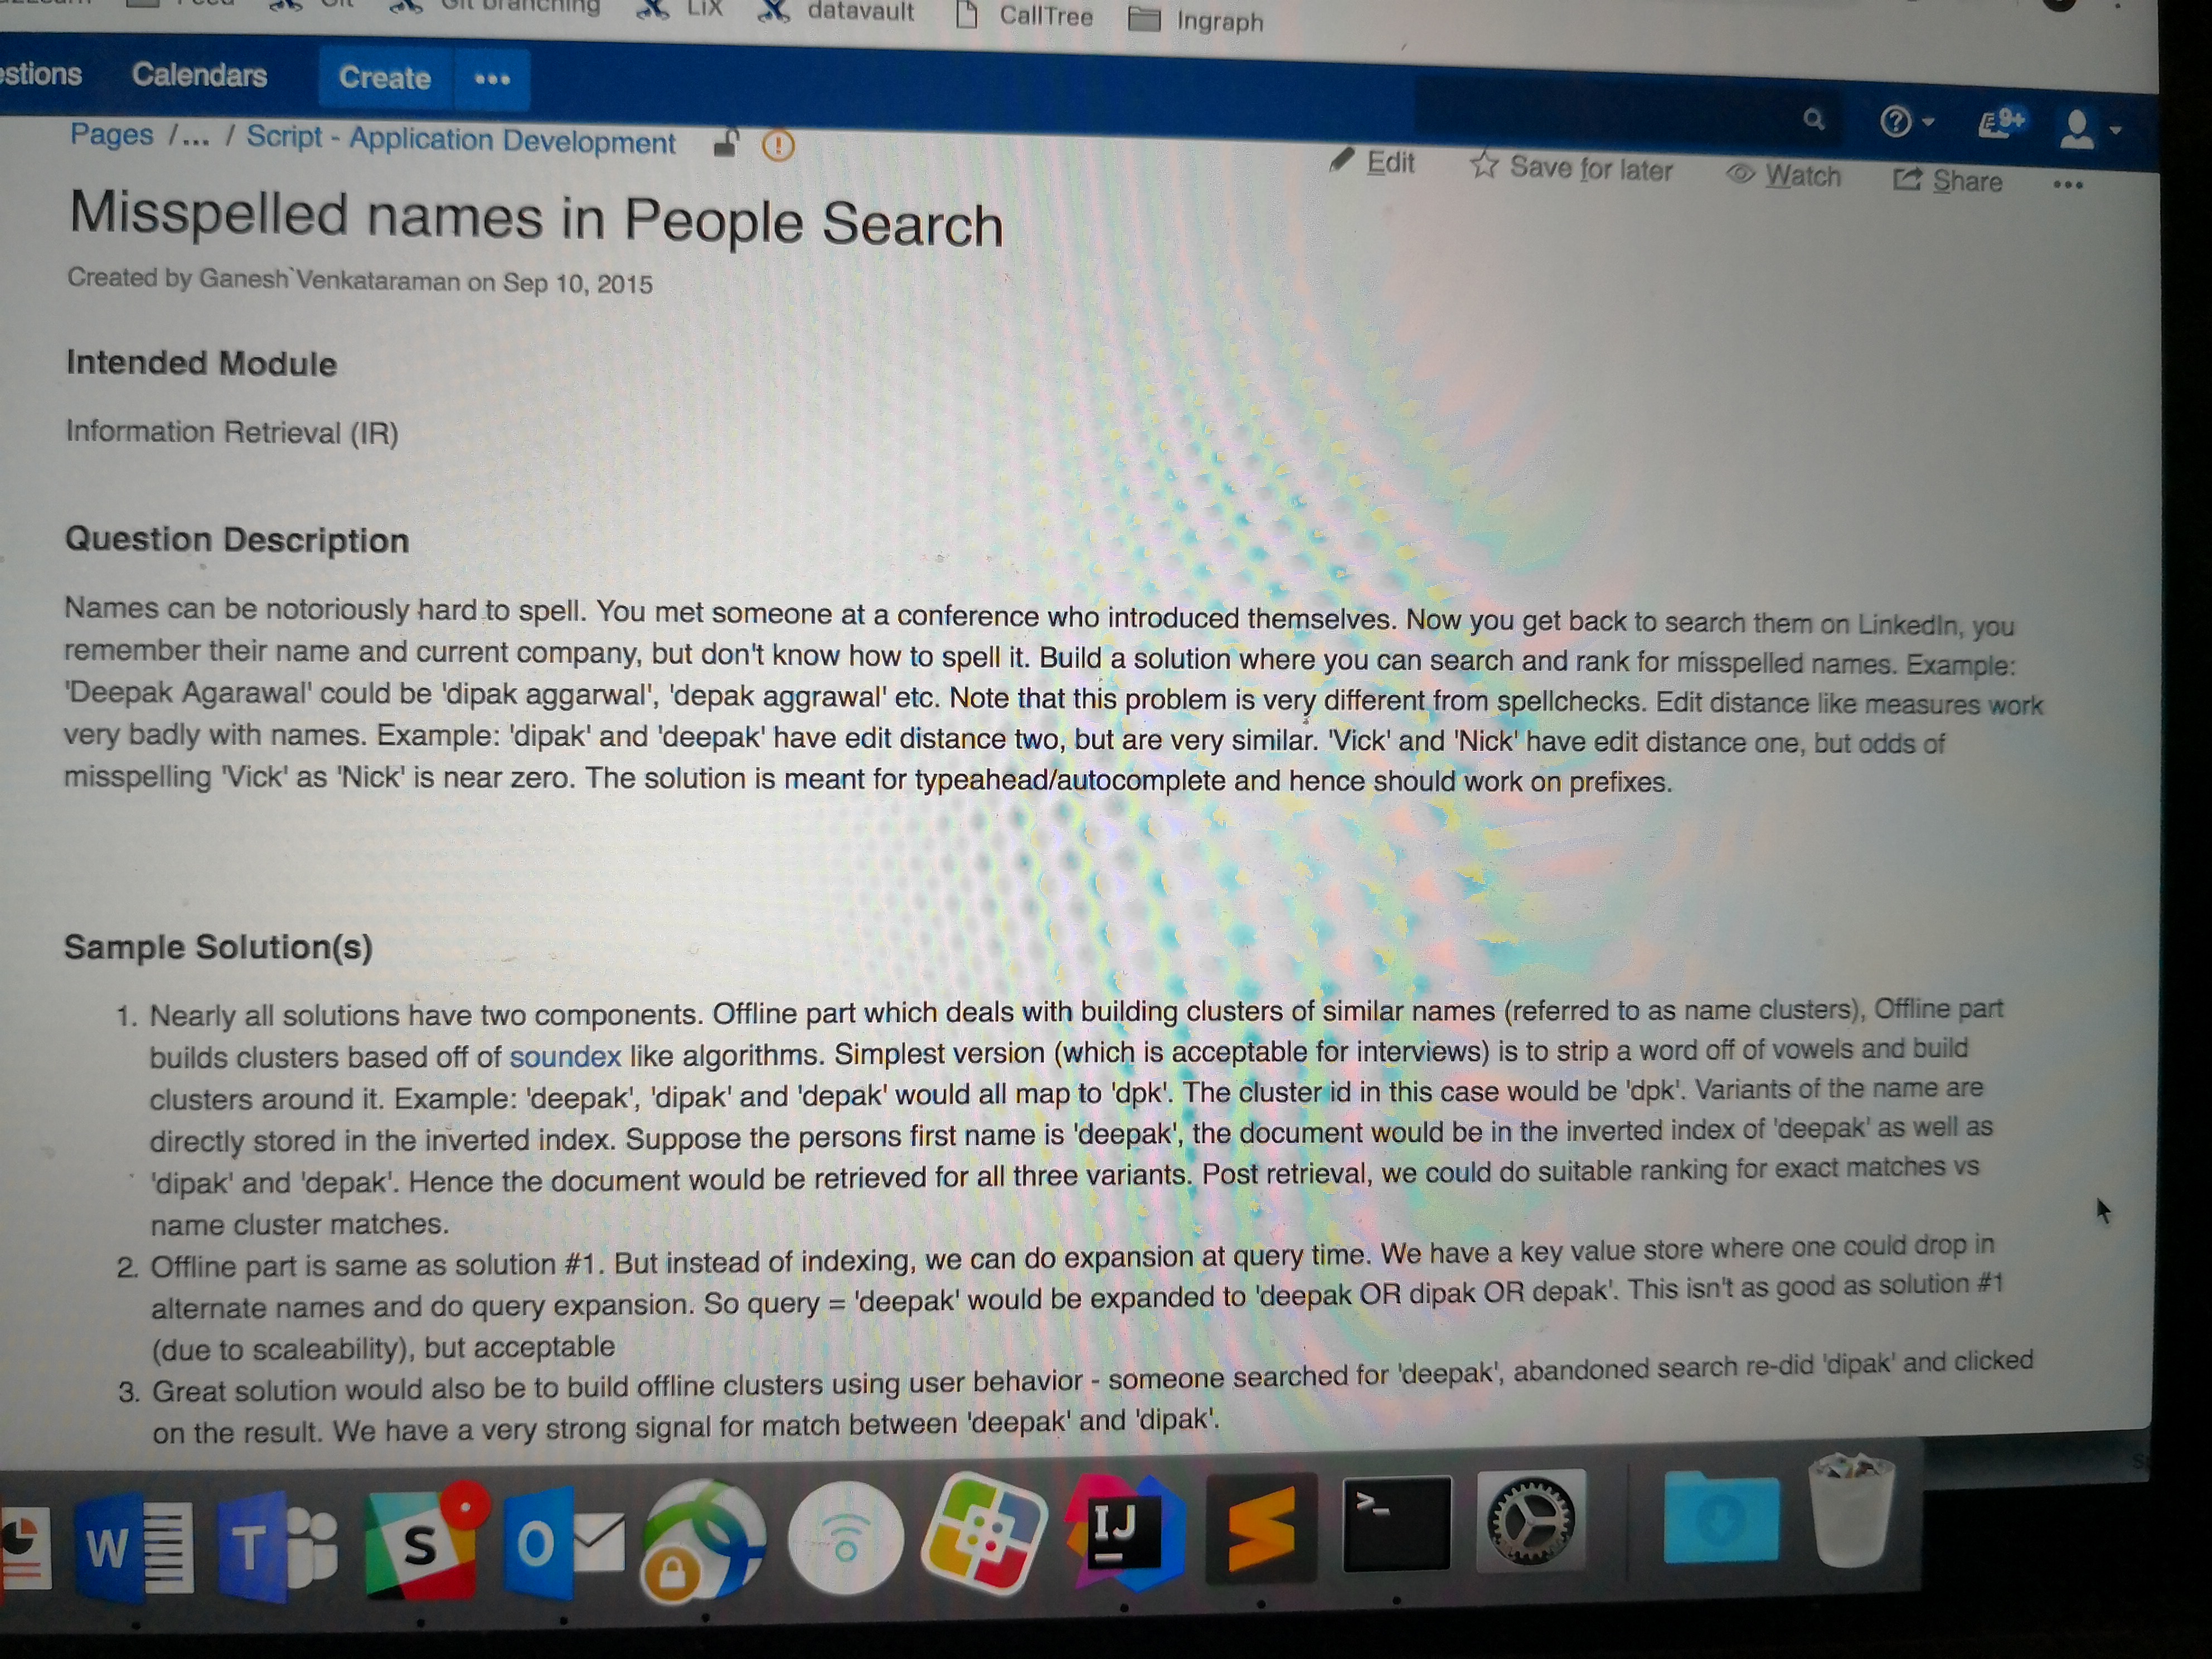 Git branching
LiX
datavault
CallTree
Ingraph
Calendars
Create
9+
Pages /... / Script - Application Development
Edit
Save for later
Watch
Share
Misspelled names in People Search
Created by Ganesh`Venkataraman on Sep 10, 2015
Intended Module
Information Retrieval (IR)
Question Description
Names can be notoriously hard to spell. You met someone at a conference who introduced themselves. Now you get back to search them on LinkedIn, you
remember their name and current company, but don't know how to spell it. Build a solution where you can search and rank for misspelled names. Example:
'Deepak Agarawal' could be 'dipak aggarwal', 'depak aggrawal' etc. Note that this problem is very different from spellchecks. Edit distance like measures work
very badly with names. Example: 'dipak' and 'deepak' have edit distance two, but are very similar. 'Vick' and 'Nick' have edit distance one, but odds of
misspelling 'Vick' as 'Nick' is near zero. The solution is meant for typeahead/autocomplete and hence should work on prefixes.
Sample Solution(s)
1. Nearly all solutions have two components. Offline part which deals with building clusters of similar names (referred to as name clusters), Offline part
builds clusters based off of soundex like algorithms. Simplest version (which is acceptable for interviews) is to strip a word off of vowels and build
clusters around it. Example: 'deepak', 'dipak' and 'depak' would all map to 'dpk'. The cluster id in this case would be 'dpk'. Variants of the name are
directly stored in the inverted index. Suppose the persons first name is 'deepak', the document would be in the inverted index of 'deepak' as well as
'dipak' and 'depak'. Hence the document would be retrieved for all three variants. Post retrieval, we could do suitable ranking for exact matches vs
name cluster matches.
2. Offline part is same as solution #1. But instead of indexing, we can do expansion at query time. We have a key value store where one could drop in
alternate names and do query expansion. So query = 'deepak' would be expanded to 'deepak OR dipak OR depak'. This isn't as good as solution #1
(due to scaleability), but acceptable
3. Great solution would also be to build offline clusters using user behavior - someone searched for 'deepak', abandoned search re-did 'dipak' and clicked
on the result. We have a very strong signal for match between 'deepak' and 'dipak'.
W
T
S
O
IJ
>_